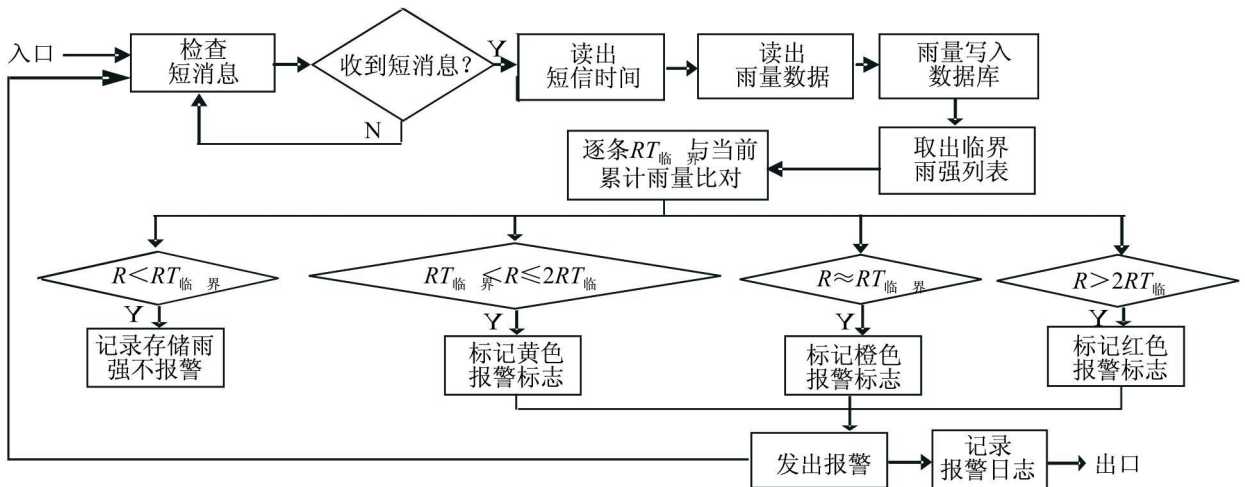 入口
检查
短消息
收到短消息？
Y
N
读出
短信时间
读出
雨量数据
雨量写入
数据库
取出临界
雨强列表
逐条RT临 界与当前
累计雨量比对
R＜RT临 界
RT临 界≤R≤2RT临
R≈RT临 界
R＞2RT临
Y
Y
Y
Y
记录存储雨
强不报警
标记黄色
报警标志
标记橙色
报警标志
标记红色
报警标志
发出报警
记录
报警日志
出口